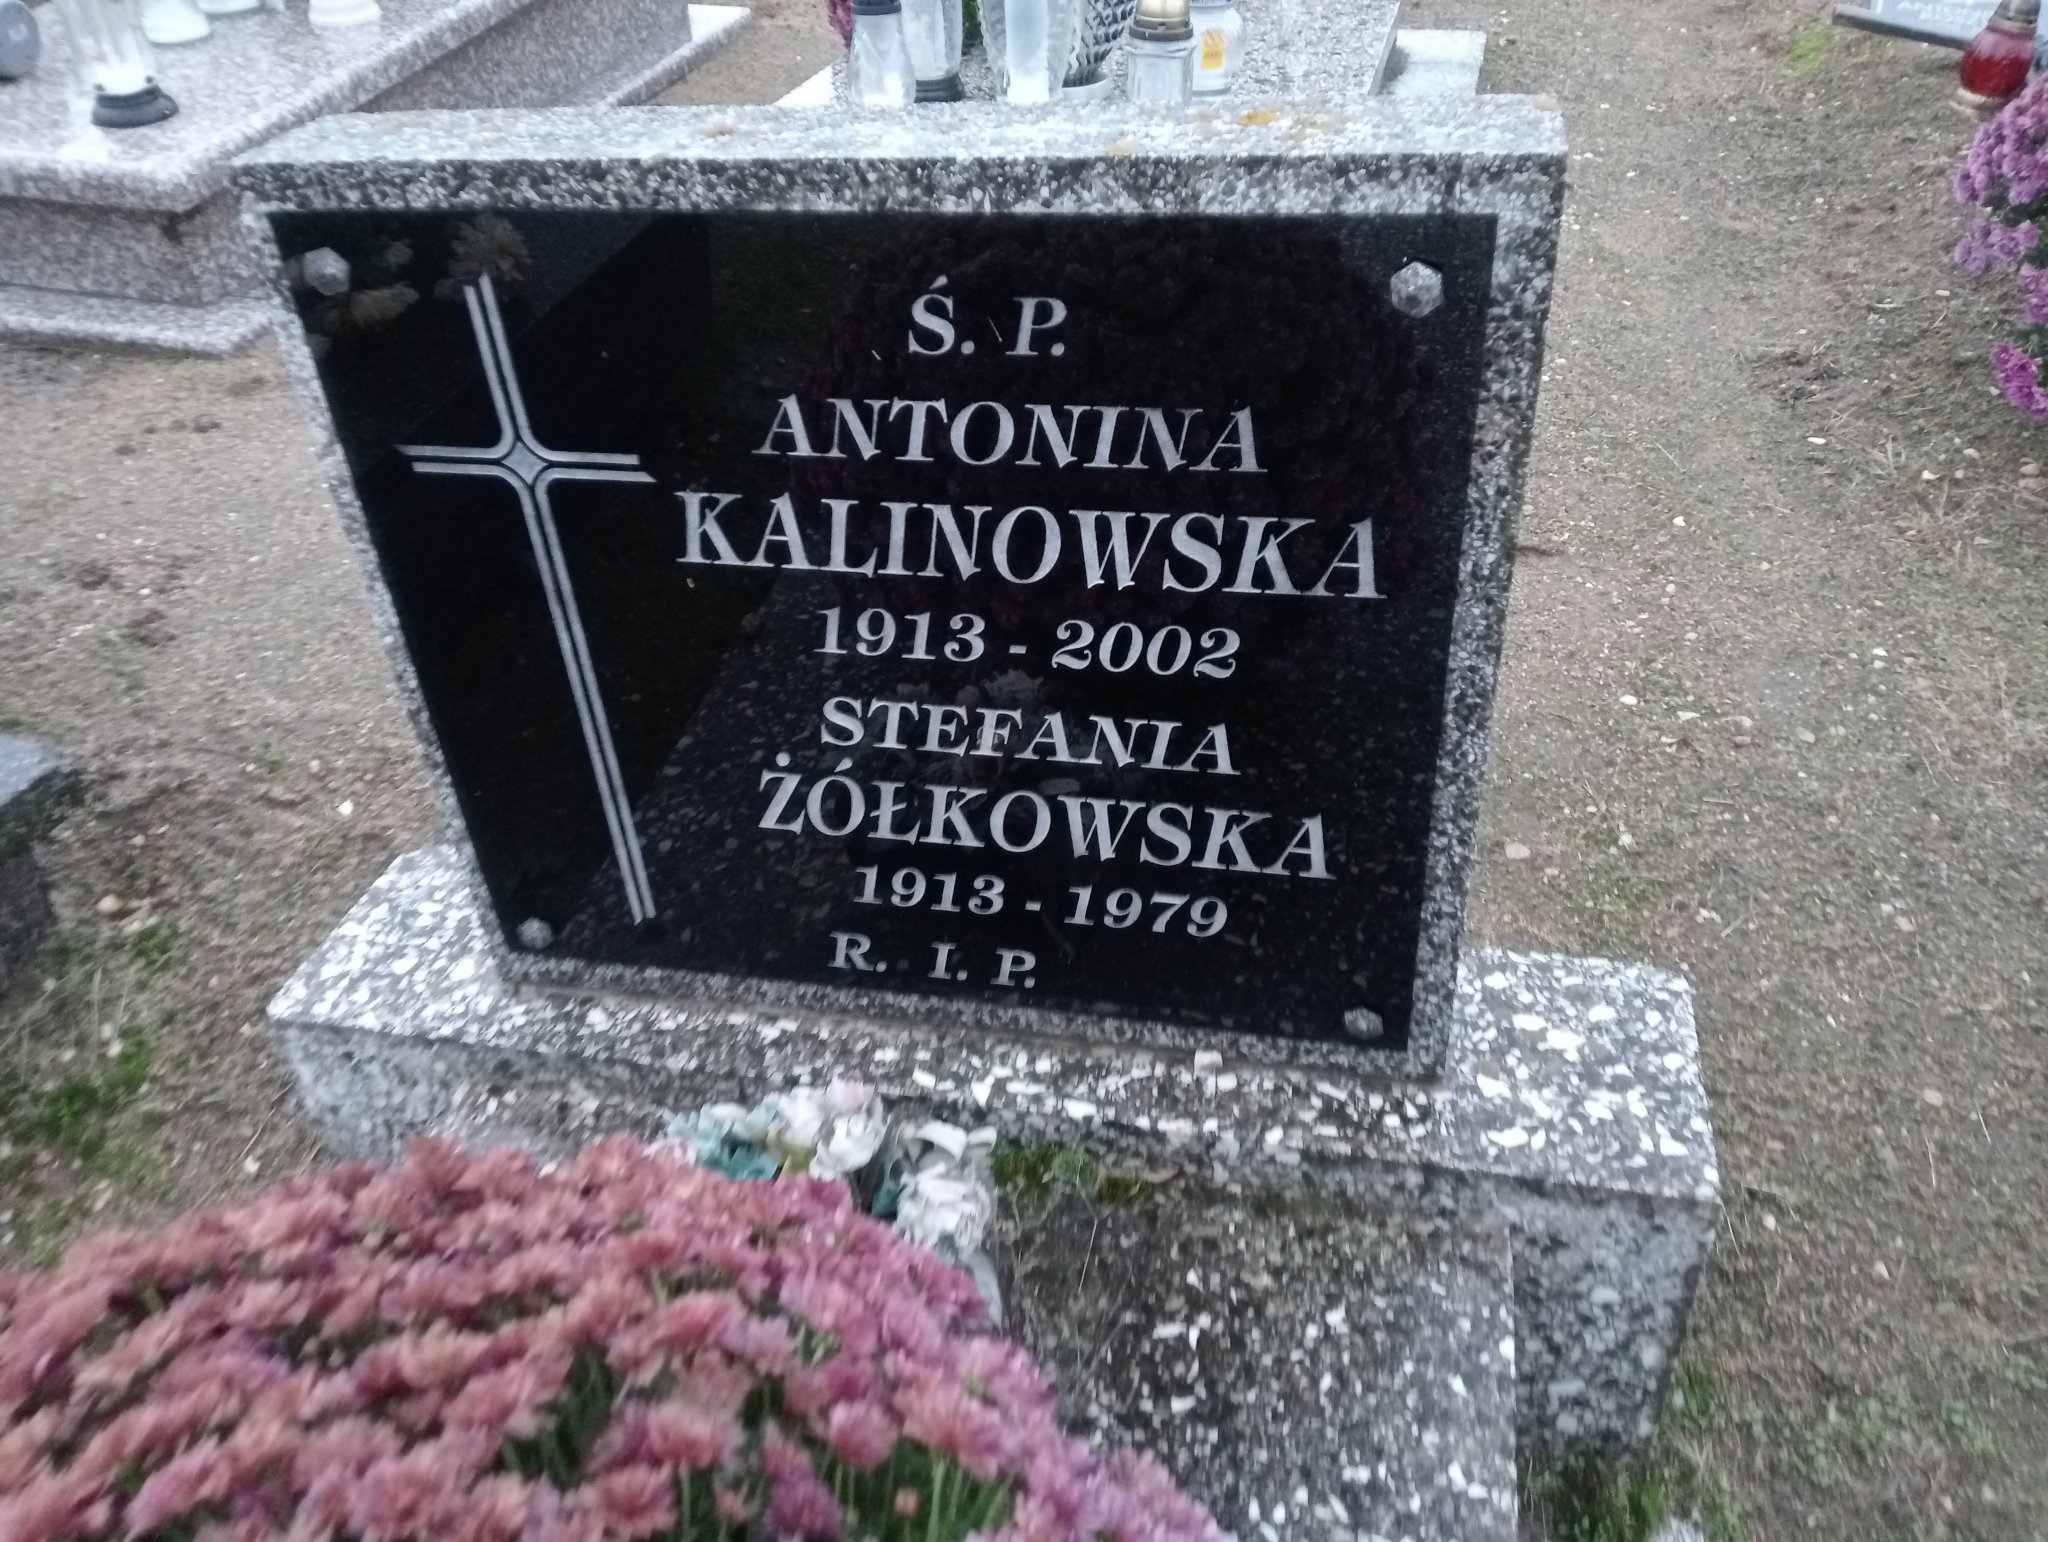 Ś. P.
ANTONINA
KALINOWSKA
1913 - 2002
STEFANIA
ŻÓŁKOWSKA
1913 - 1979
R. I. P.